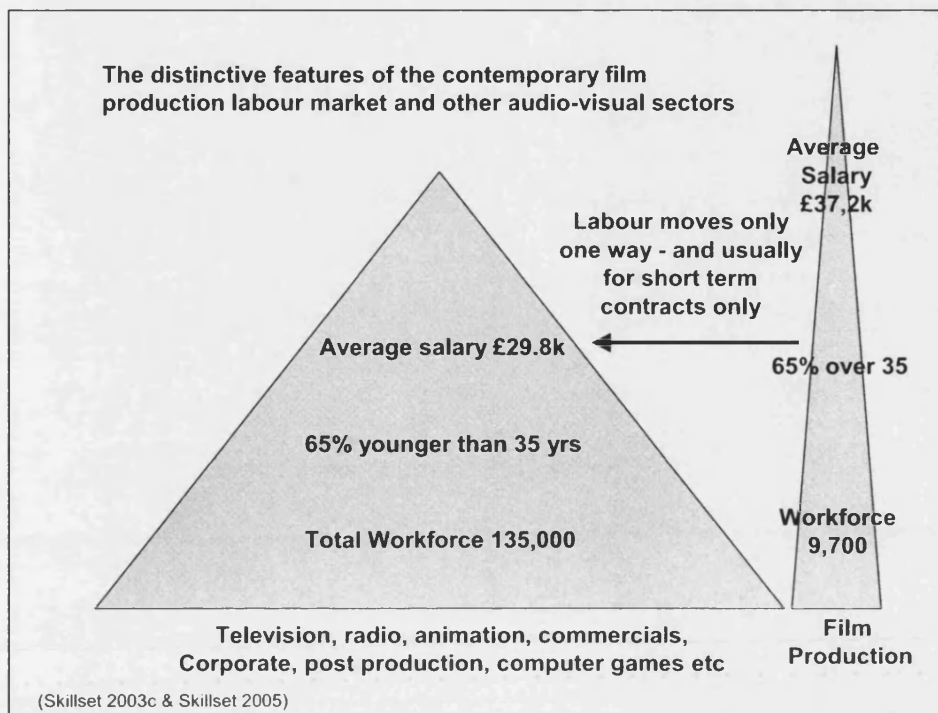 The distinctive features of the contemporary film
production labour market and other audio-visual sectors
Average
Salary
£37,2k
Labour moves only
one way - and usually
for short term
contracts only
Average salary £29.8k
65% over 35
65% younger than 35 yrs
Total Workforce 135,000
Workforce
9,700
Television, radio, animation, commercials,
Corporate, post production, computer games etc
Film
Production
(Skillset 2003c & Skillset 2005)